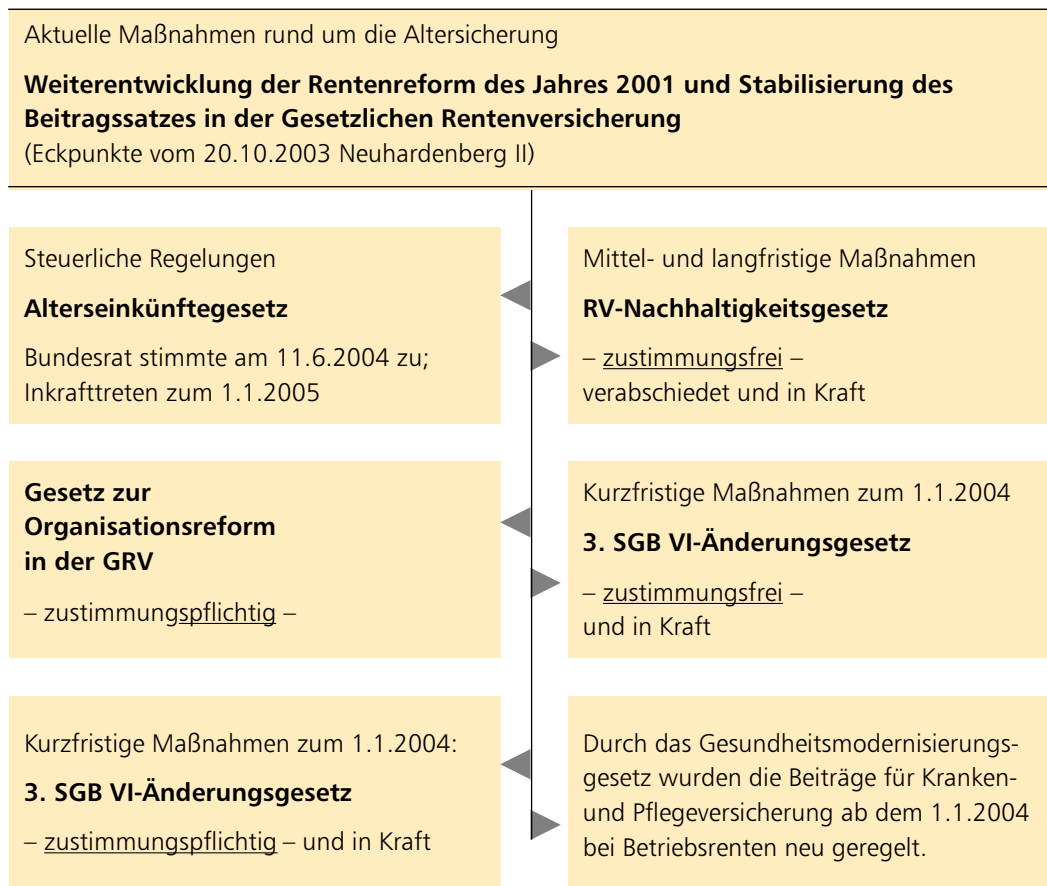 Aktuelle Maßnahmen rund um die Altersicherung
Weiterentwicklung der Rentenreform des Jahres 2001 und Stabilisierung des
Beitragssatzes in der Gesetzlichen Rentenversicherung
(Eckpunkte vom 20.10.2003 Neuhardenberg II)
Steuerliche Regelungen
Alterseinkünftegesetz
Bundesrat stimmte am 11.6.2004 zu;
Inkrafttreten zum 1.1.2005
Mittel- und langfristige Maßnahmen
RV-Nachhaltigkeitsgesetz
– zustimmungsfrei –
verabschiedet und in Kraft
Gesetz zur
Organisationsreform
in der GRV
– zustimmungspflichtig –
Kurzfristige Maßnahmen zum 1.1.2004
3. SGB VI-Änderungsgesetz
– zustimmungsfrei –
und in Kraft
Kurzfristige Maßnahmen zum 1.1.2004:
3. SGB VI-Änderungsgesetz
– zustimmungspflichtig – und in Kraft
Durch das Gesundheitsmodernisierungs-
gesetz wurden die Beiträge für Kranken-
und Pflegeversicherung ab dem 1.1.2004
bei Betriebsrenten neu geregelt.